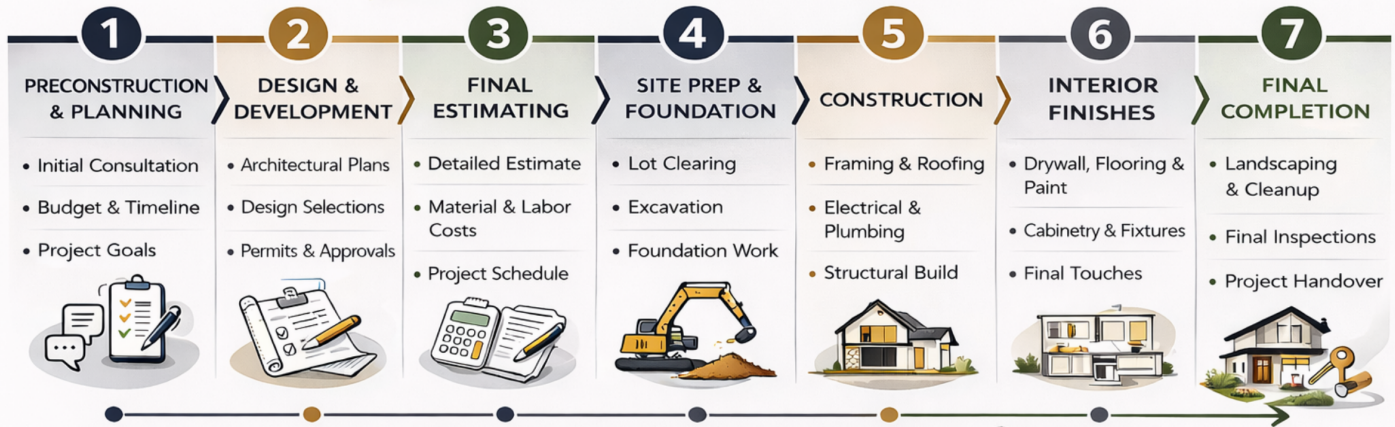 1
PRECONSTRUCTION
& PLANNING
• Initial Consultation
• Budget & Timeline
• Project Goals
2
DESIGN &
DEVELOPMENT
• Architectural Plans
• Design Selections
• Permits & Approvals
3
FINAL
ESTIMATING
• Detailed Estimate
• Material & Labor
Costs
• Project Schedule
4
SITE PREP &
FOUNDATION
• Lot Clearing
• Excavation
• Foundation Work
5
CONSTRUCTION
• Framing & Roofing
• Electrical &
Plumbing
• Structural Build
6
INTERIOR
FINISHES
• Drywall, Flooring &
Paint
• Cabinetry & Fixtures
• Final Touches
7
FINAL
COMPLETION
• Landscaping
& Cleanup
• Final Inspections
• Project Handover